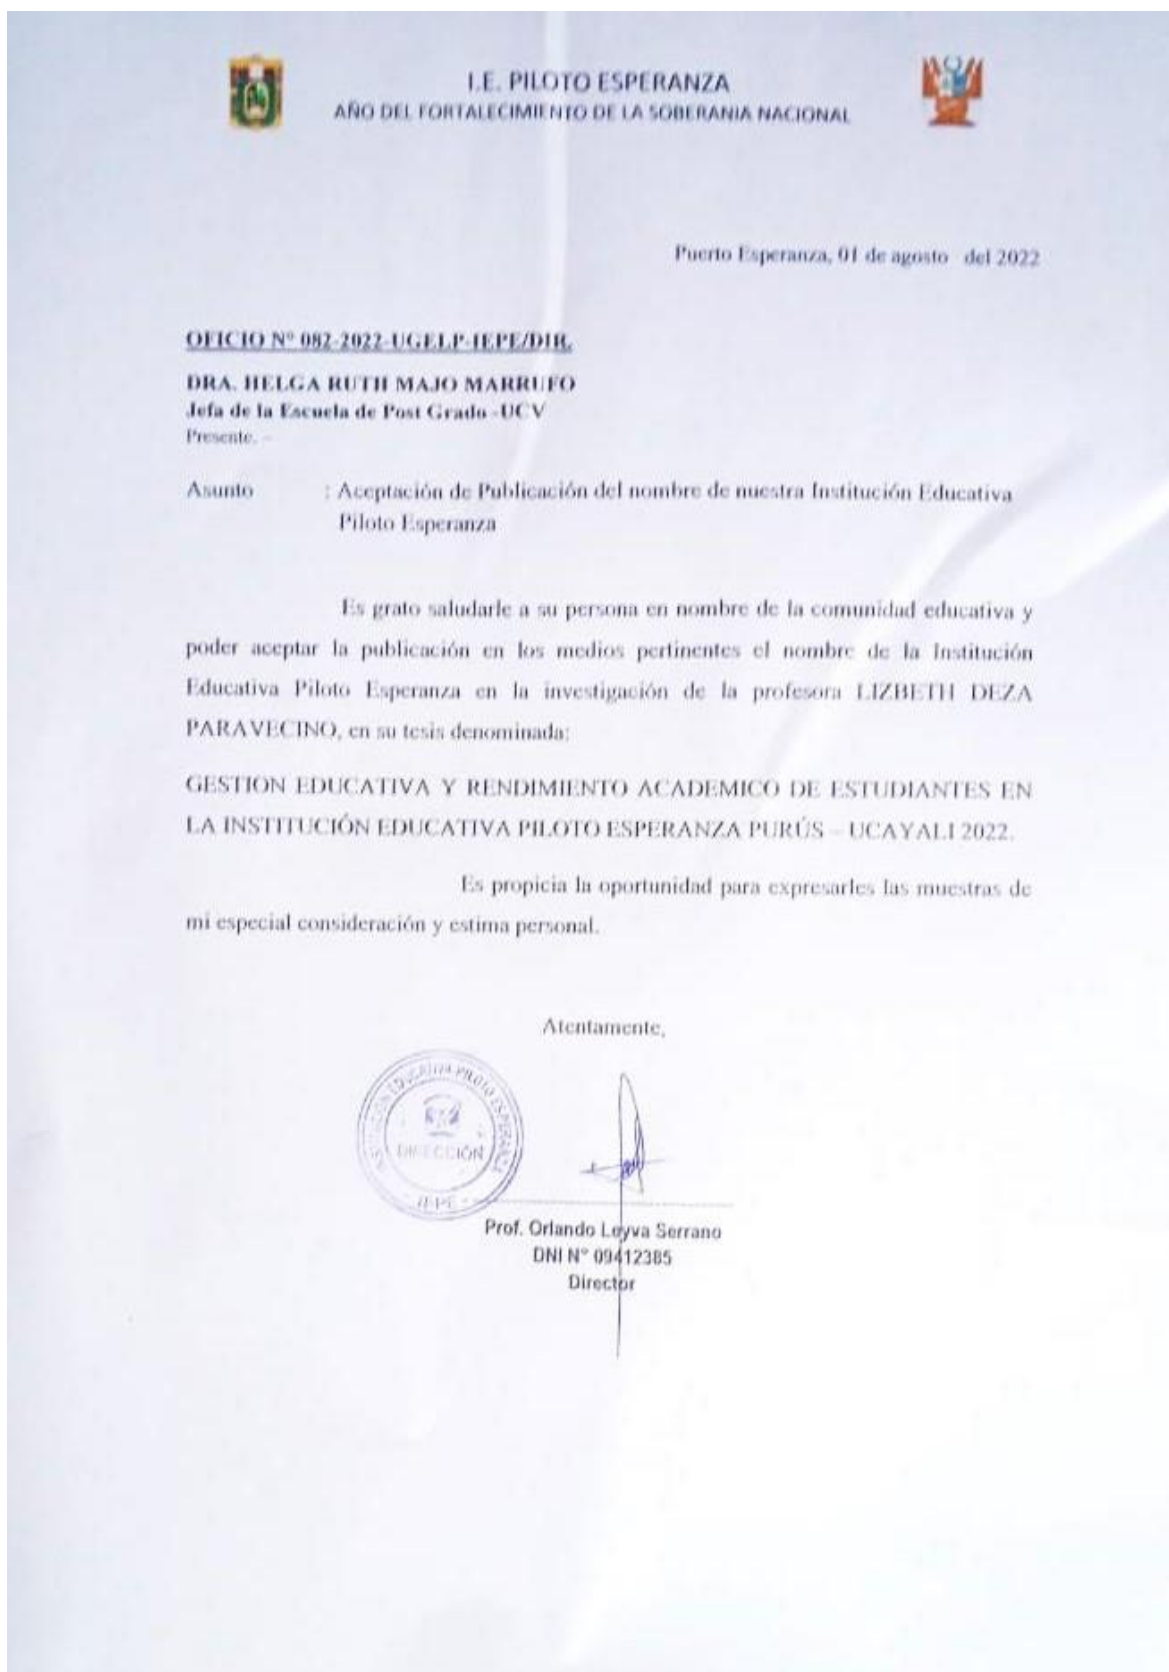 I.E. PILOTO ESPERANZA
AÑO DEL FORTALECIMIENTO DE LA SOBERANIA NACIONAL
Puerto Esperanza, 01 de agosto del 2022
OFICIO N° 082-2022-UGELP-IEPE/DIR.
DRA. HELGA RUTH MAJO MARRUFO
Jefa de la Escuela de Post Grado -UCV
Presente. –
Asunto : Aceptación de Publicación del nombre de nuestra Institución Educativa
Piloto Esperanza
Es grato saludarle a su persona en nombre de la comunidad educativa y
poder aceptar la publicación en los medios pertinentes el nombre de la Institución
Educativa Piloto Esperanza en la investigación de la profesora LIZBETH DEZA
PARAVECINO, en su tesis denominada:
GESTION EDUCATIVA Y RENDIMIENTO ACADEMICO DE ESTUDIANTES EN
LA INSTITUCIÓN EDUCATIVA PILOTO ESPERANZA PURÚS – UCAYALI 2022.
Es propicia la oportunidad para expresarles las muestras de
mi especial consideración y estima personal.
Atentamente,
INSTITUCIÓN EDUCATIVA PILOTO ESPERANZA
DIRECCIÓN
IEPE
Prof. Orlando Leyva Serrano
DNI N° 09412385
Director